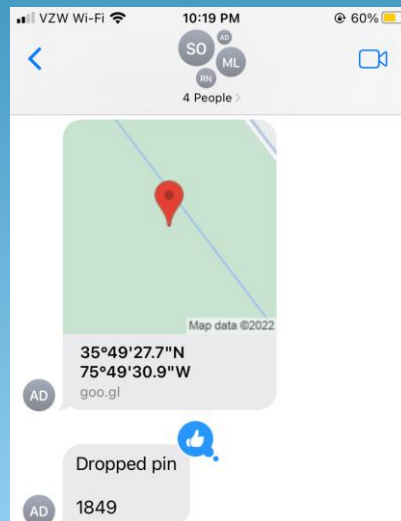 VZW Wi-Fi 10:19 PM 60%
SO
AD
ML
RN
4 People
Map data ©2022
35°49'27.7"N
75°49'30.9"W
goo.gl
AD
Dropped pin
1849
AD